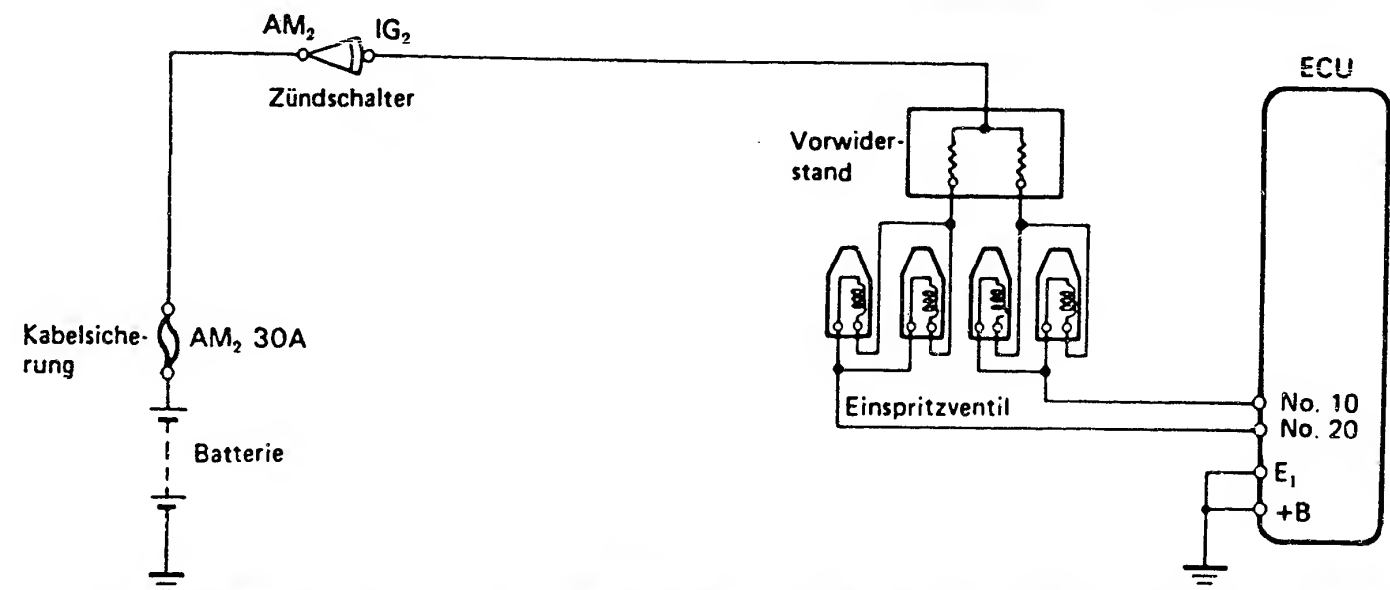 AM₂ IG₂
Zündschalter
ECU
Vorwider-
stand
Kabelsiche-
rung
AM₂ 30A
Batterie
Einspritzventil
No. 10
No. 20
E₁
+B